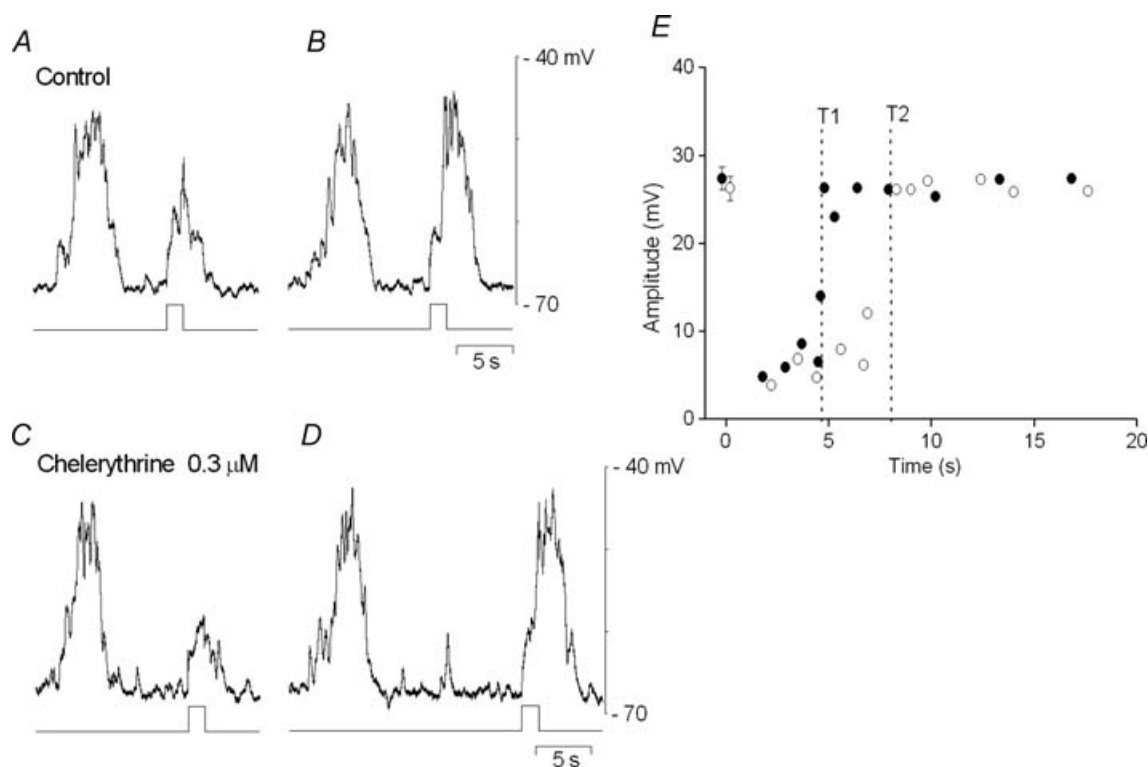 A
Control
B
- 40 mV
- 70
5 s
C
Chelerythrine 0.3 μM
D
- 40 mV
- 70
5 s
E
40
30
20
10
0
Amplitude (mV)
T1
T2
0
5
10
15
20
Time (s)